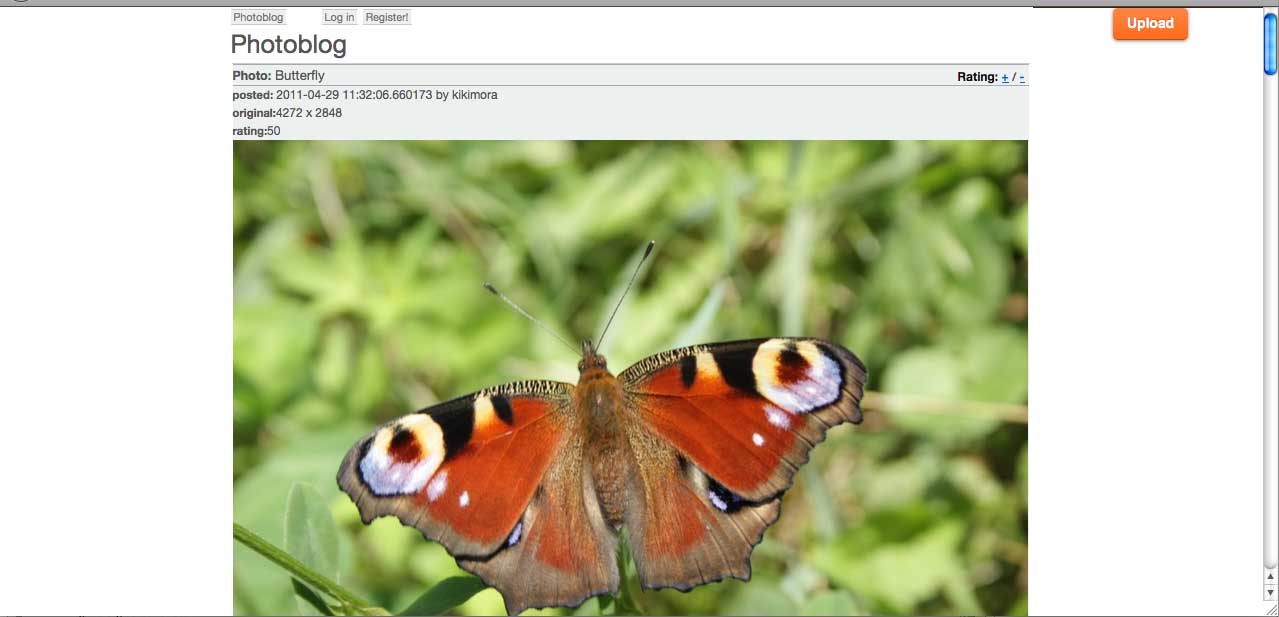 Photoblog Log in Register!
Upload
Photoblog
Photo: Butterfly Rating: + / -
posted: 2011-04-29 11:32:06.660173 by kikimora
original:4272 x 2848
rating:50